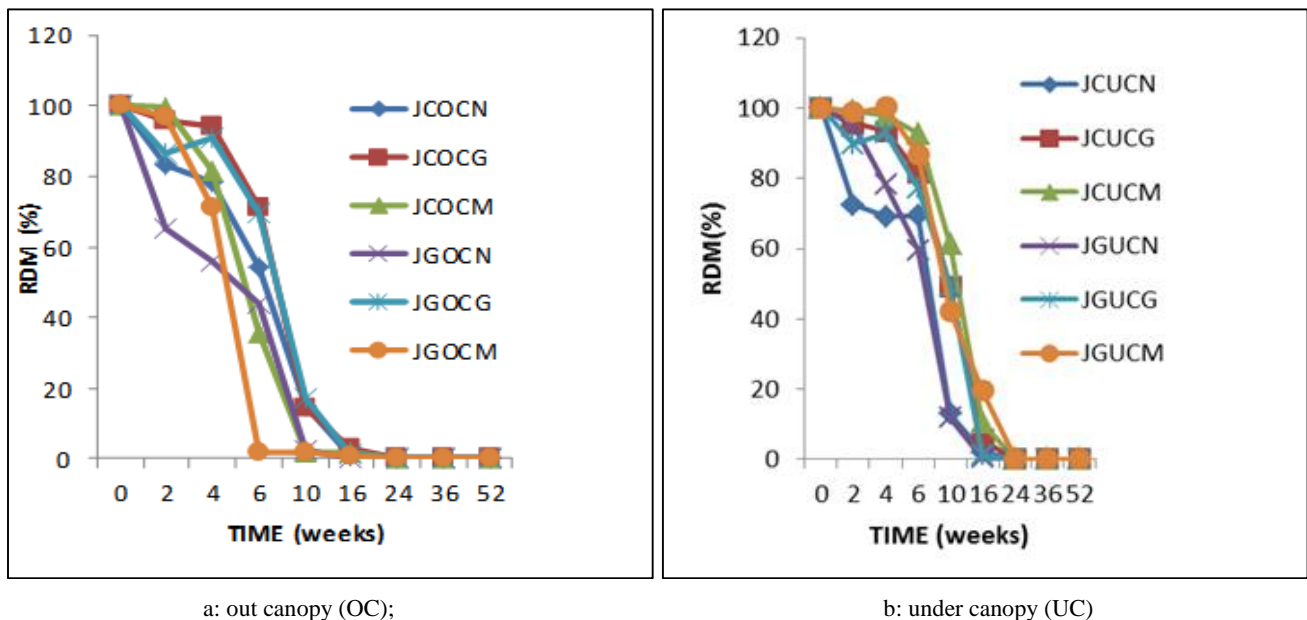 120
100
80
60
40
20
0
RDM (%)
0 2 4 6 10 16 24 36 52
TIME (weeks)
JCOCN
JCOCG
JCOCM
JGOCN
JGOCG
JGOCM
120
100
80
60
40
20
0
RDM(%)
0 2 4 6 10 16 24 36 52
TIME (weeks)
JCUCN
JCUCG
JCUCM
JGUCN
JGUCG
JGUCM
a: out canopy (OC);
b: under canopy (UC)